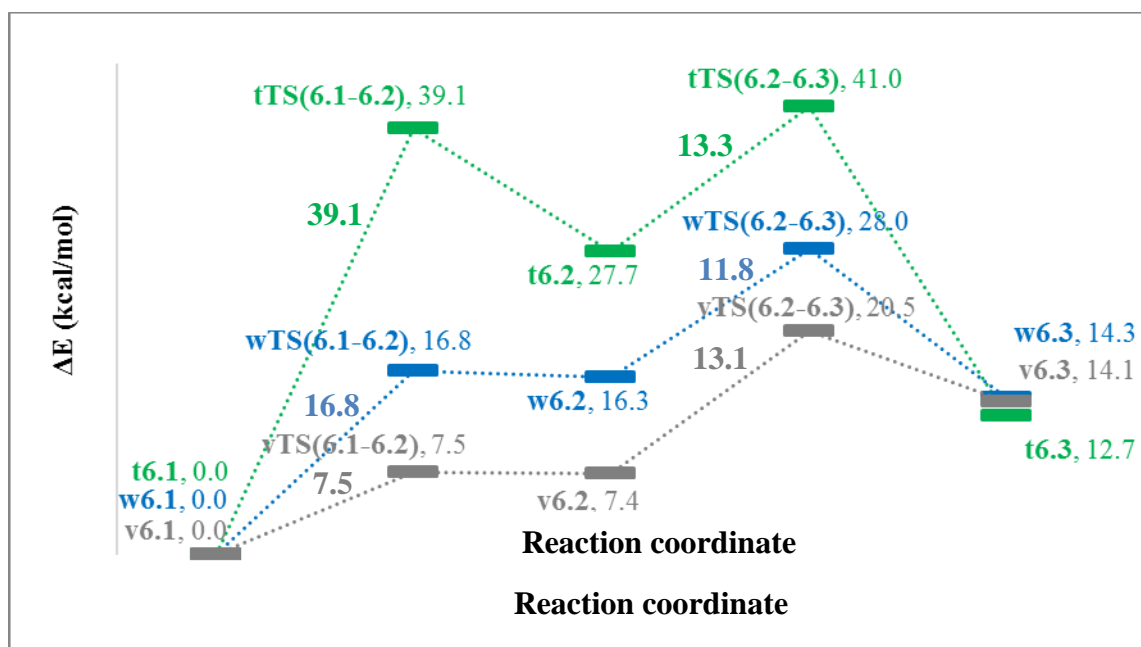 tTS(6.2-6.3), 41.0
tTS(6.1-6.2), 39.1
13.3
39.1
wTS(6.2-6.3), 28.0
t6.2, 27.7
11.8
vTS(6.2-6.3), 20.5
ΔE (kcal/mol)
wTS(6.1-6.2), 16.8
w6.3, 14.3
13.1
v6.3, 14.1
16.8
w6.2, 16.3
vTS(6.1-6.2), 7.5
t6.3, 12.7
t6.1, 0.0
7.5
w6.1, 0.0
v6.2, 7.4
v6.1, 0.0
Reaction coordinate
Reaction coordinate